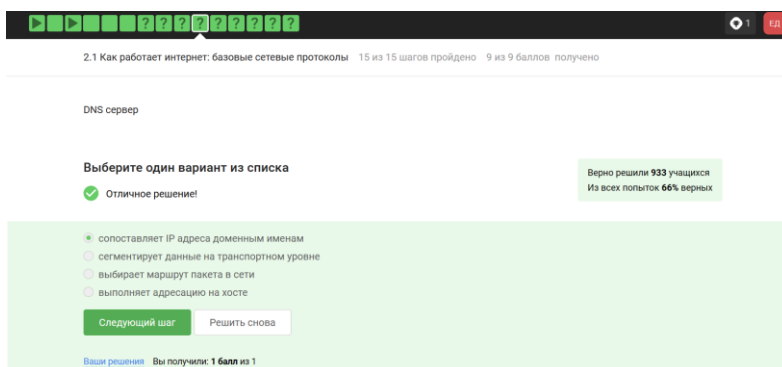 ? ? ? ? ? ? ? ? ?
1
ЕД
2.1 Как работает интернет: базовые сетевые протоколы 15 из 15 шагов пройдено 9 из 9 баллов получено
DNS сервер
Выберите один вариант из списка
Отличное решение!
Верно решили 933 учащихся
Из всех попыток 66% верных
сопоставляет IP адреса доменным именам
сегментирует данные на транспортном уровне
выбирает маршрут пакета в сети
выполняет адресацию на хосте
Следующий шаг Решить снова
Ваши решения Вы получили: 1 балл из 1